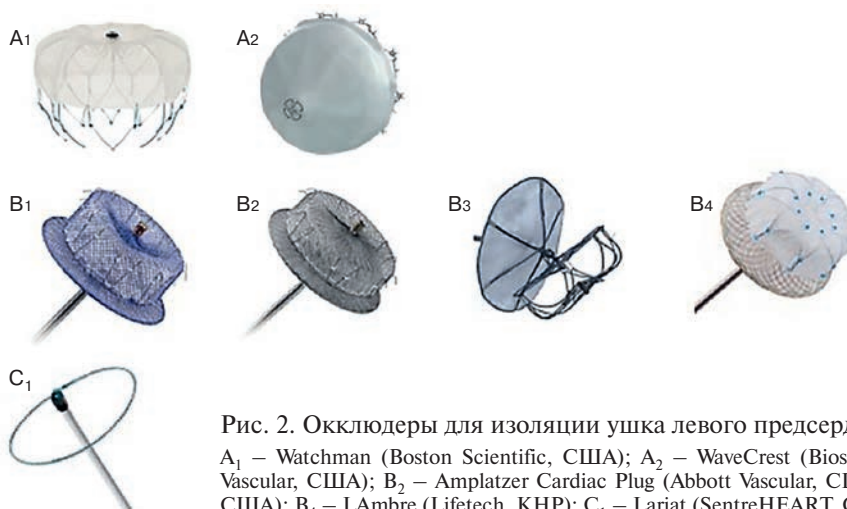 A1
A2
B1
B2
B3
B4
C1
Рис. 2. Окклюдеры для изоляции ушка левого предсерд
A1 – Watchman (Boston Scientific, США); A2 – WaveCrest (Bios
Vascular, США); B2 – Amplatzer Cardiac Plug (Abbott Vascular, С
США); B4 – LAmbre (Lifetech, КНР); C1 – Lariat (SentreHEART, С